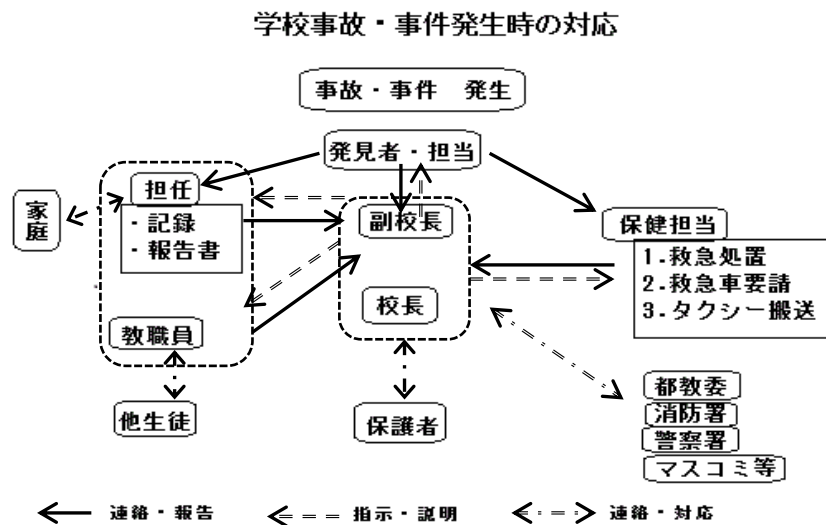 学校事故・事件発生時の対応
事故・事件　発生
発見者・担当
担任
・記録
・報告書
家庭
副校長
保健担当
1.救急処置
2.救急車要請
3.タクシー搬送
校長
教職員
他生徒
保護者
都教委
消防署
警察署
マスコミ等
連絡・報告
指示・説明
連絡・対応